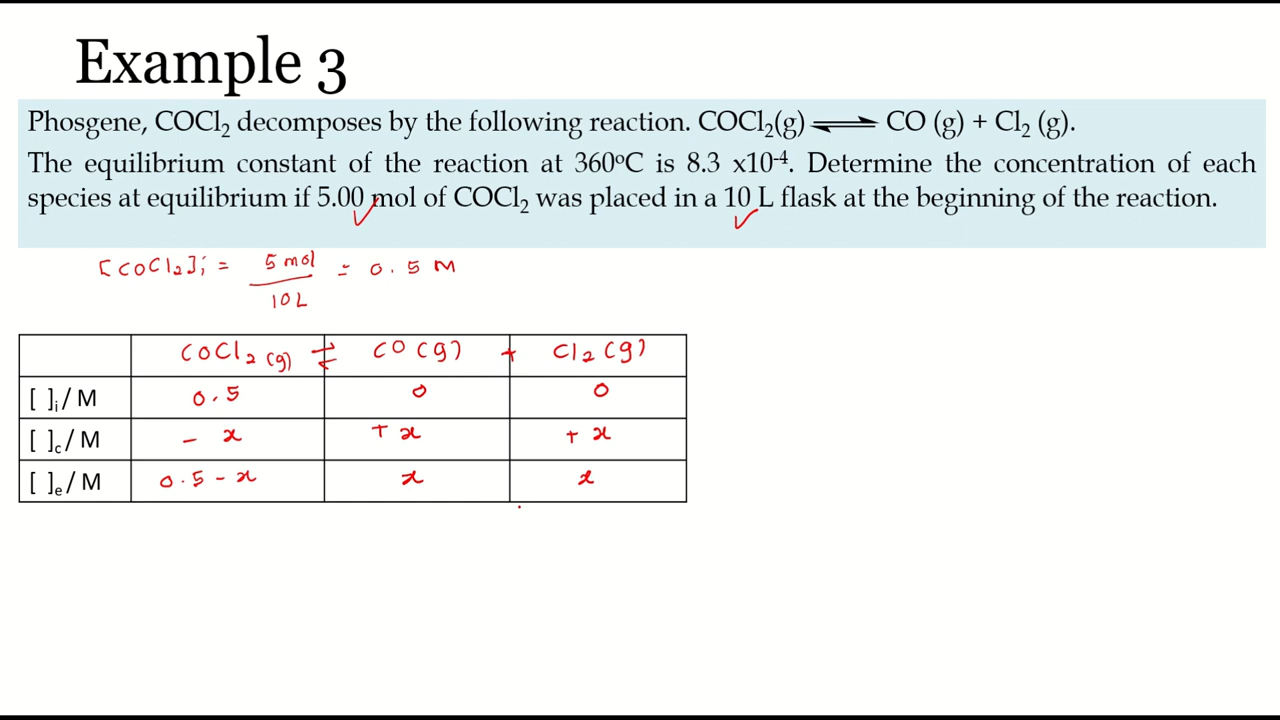 Example 3
Phosgene, COCl₂ decomposes by the following reaction. COCl₂(g) ⇌ CO (g) + Cl₂ (g).
The equilibrium constant of the reaction at 360⁰C is 8.3 x10⁻⁴. Determine the concentration of each
species at equilibrium if 5.00 mol of COCl₂ was placed in a 10 L flask at the beginning of the reaction.
[COCl₂]i = 5 mol / 10 L = 0.5 M
COCl₂ (g) ⇌ CO (g) + Cl₂ (g)
[ ]ᵢ/ M 0.5 0 0
[ ]c/ M - x + x + x
[ ]ₑ/ M 0.5 - x x x